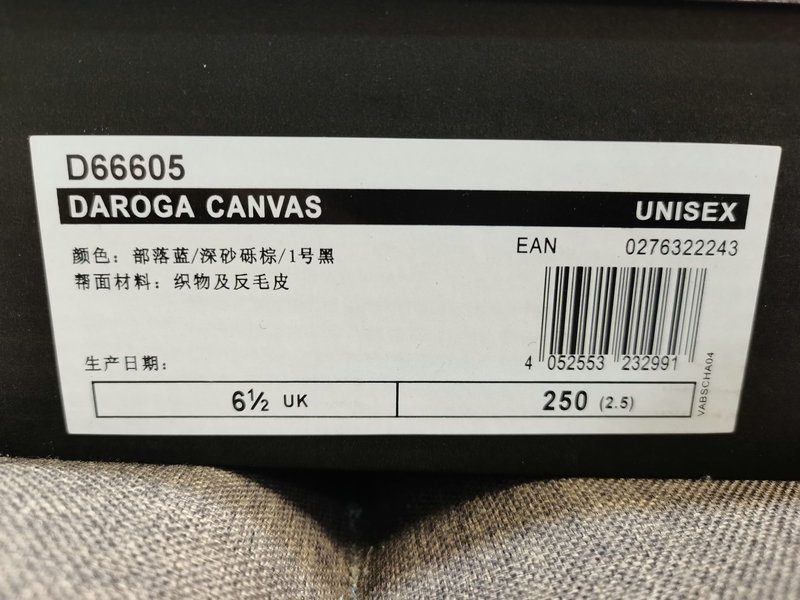 D66605
DAROGA CANVAS
UNISEX
颜色：部落蓝/深砂砾棕/1号黑
帮面材料：织物及反毛皮
EAN 0276322243
4 052553 232991
VABSCHA04
生产日期：
6½ UK
250 (2.5)